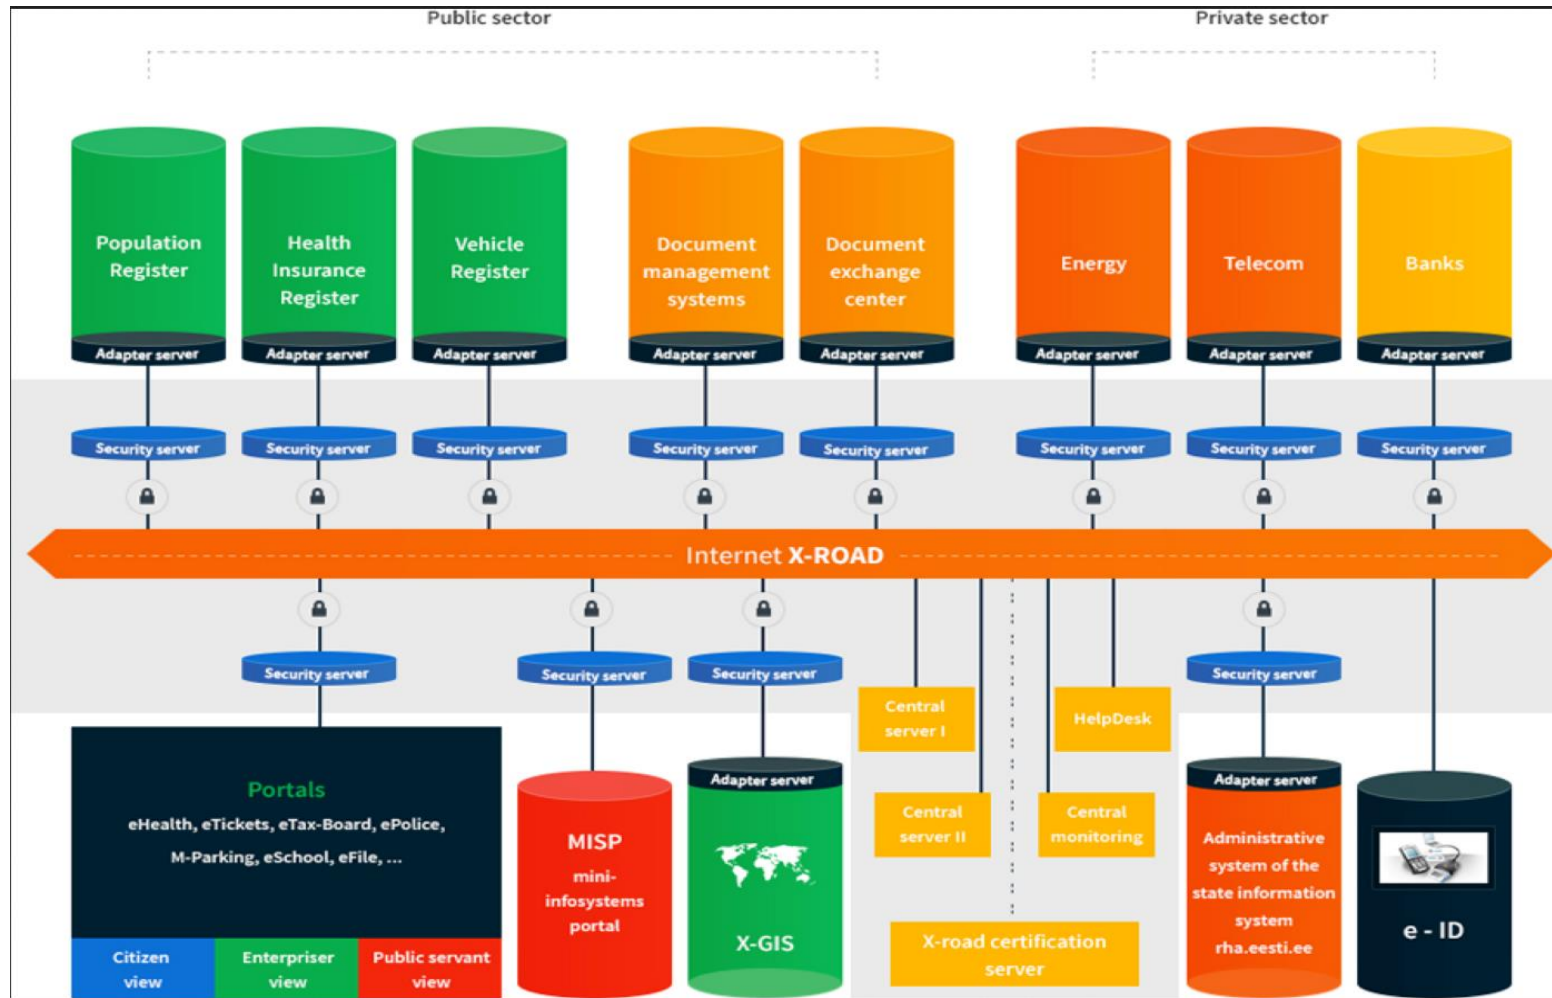 Public sector
Private sector
Population
Register
Health
Insurance
Register
Vehicle
Register
Document
management
systems
Document
exchange
center
Energy
Telecom
Banks
Adapter server
Adapter server
Adapter server
Adapter server
Adapter server
Adapter server
Adapter server
Adapter server
Security server
Security server
Security server
Security server
Security server
Security server
Security server
Security server
Internet X-ROAD
Security server
Security server
Security server
Security server
Portals
eHealth, eTickets, eTax-Board, ePolice,
M-Parking, eSchool, eFile, ...
Citizen
view
Enterpriser
view
Public servant
view
MISP
mini-
infosystems
portal
Adapter server
X-GIS
Central
server I
Central
server II
HelpDesk
Central
monitoring
X-road certification
server
Adapter server
Administrative
system of the
state information
system
rha.eesti.ee
e - ID